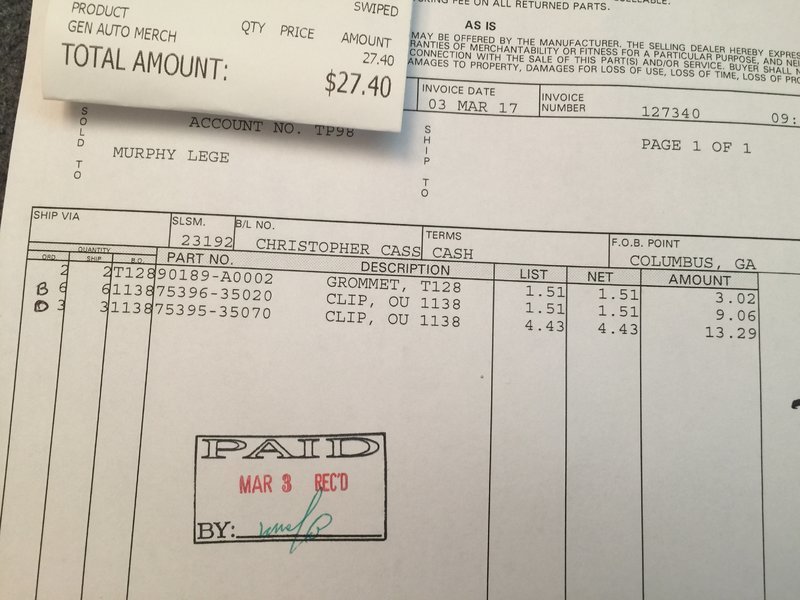 SWIPED
PRODUCT QTY PRICE AMOUNT
GEN AUTO MERCH 27.40
TOTAL AMOUNT: $27.40
FEE ON ALL RETURNED PARTS.
AS IS
MAY BE OFFERED BY THE MANUFACTURER. THE SELLING DEALER HEREBY
OF MERCHANTABILITY OR FITNESS FOR A PARTICULAR PURPOSE, AND
CONNECTION WITH THE SALE OF THIS PART(S) AND/OR SERVICE. BUYER SHALL
TO PROPERTY, DAMAGES FOR LOSS OF USE, LOSS OF TIME, LOSS OF
INVOICE DATE 03 MAR 17 INVOICE NUMBER 127340 09:
SOLD TO
ACCOUNT NO. TP98
MURPHY LEGE
SHIP TO
PAGE 1 OF 1
SHIP VIA SLSM. 23192 B/L NO. CHRISTOPHER CASS TERMS CASH F.O.B. POINT COLUMBUS, GA
QUANTITY
ORD. SHIP B.O. PART NO. DESCRIPTION LIST NET AMOUNT
2 2 T128 90189-A0002 GROMMET, T128 1.51 1.51 3.02
B 6 6 1138 75396-35020 CLIP, OU 1138 1.51 1.51 9.06
D 3 3 1138 75395-35070 CLIP, OU 1138 4.43 4.43 13.29
PAID
MAR 3 REC'D
BY: